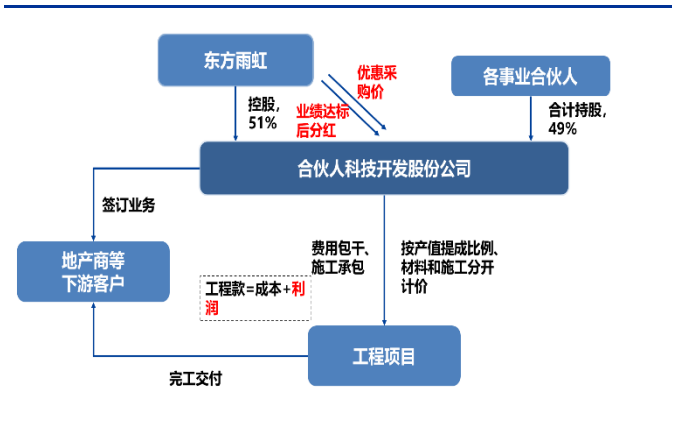 东方雨虹
各事业合伙人
控股，
51%
业绩达标
后分红
优惠采
购价
合计持股，
49%
合伙人科技开发股份公司
签订业务
地产商等
下游客户
费用包干、
施工承包
按产值提成比例、
材料和施工分开
计价
工程款=成本+利
润
工程项目
完工交付